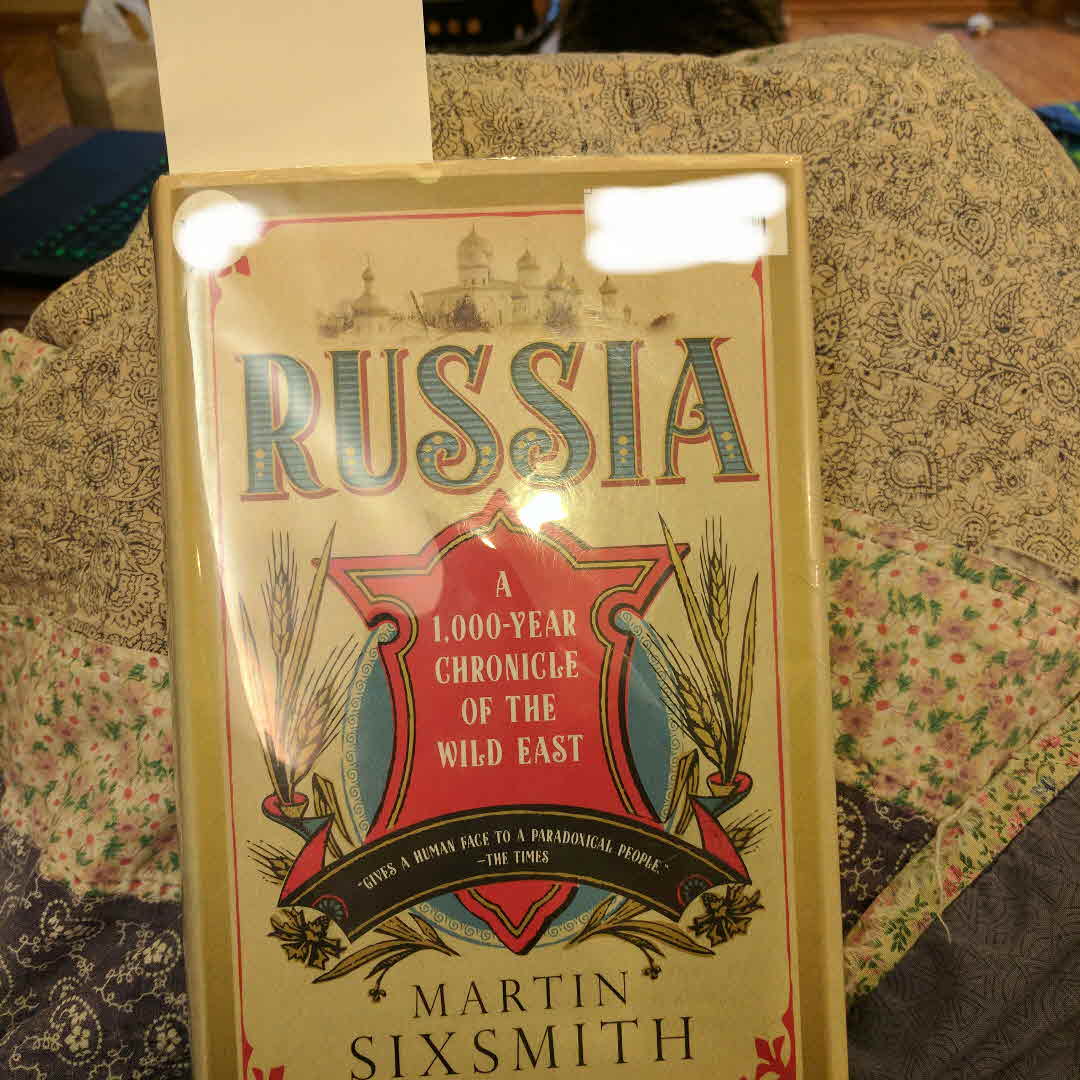 RUSSIA
A
1,000-YEAR
CHRONICLE
OF THE
WILD EAST
"GIVES A HUMAN FACE TO A PARADOXICAL PEOPLE."
—THE TIMES
MARTIN
SIXSMITH